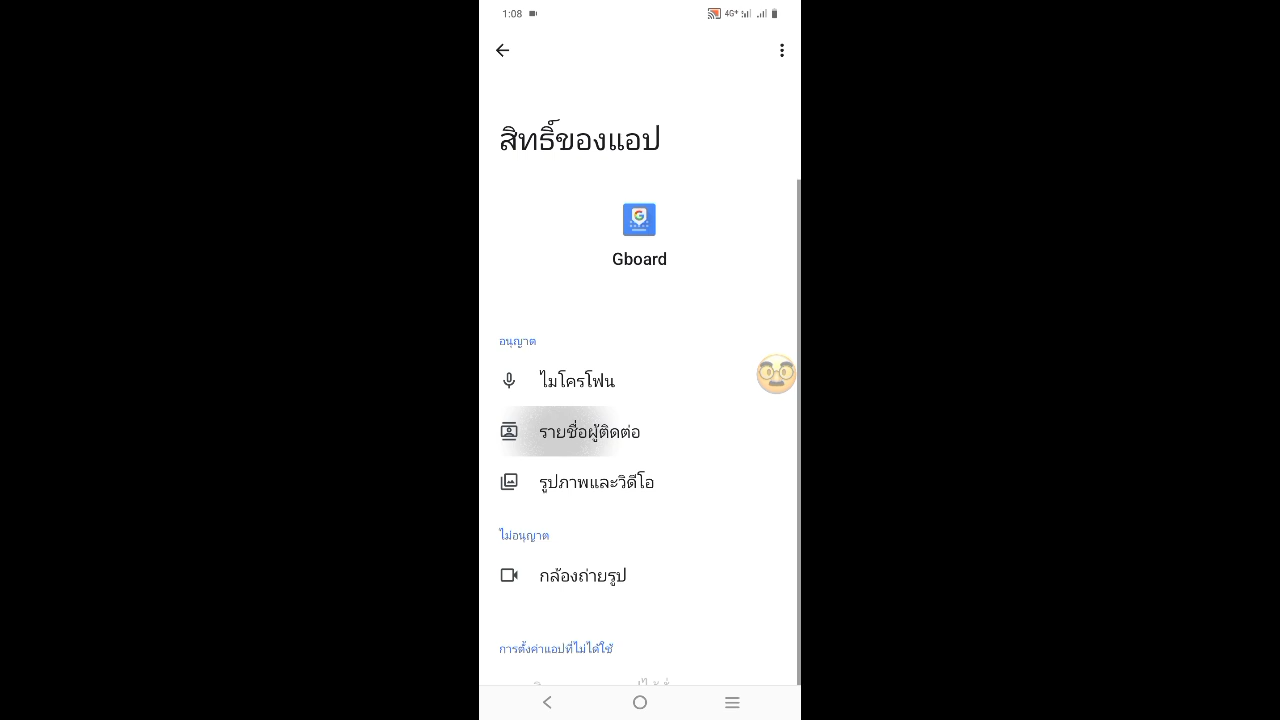 1:08
4G+
สิทธิ์ของแอป
Gboard
อนุญาต
ไมโครโฟน
รายชื่อผู้ติดต่อ
รูปภาพและวิดีโอ
ไม่อนุญาต
กล้องถ่ายรูป
การตั้งค่าแอปที่ไม่ได้ใช้